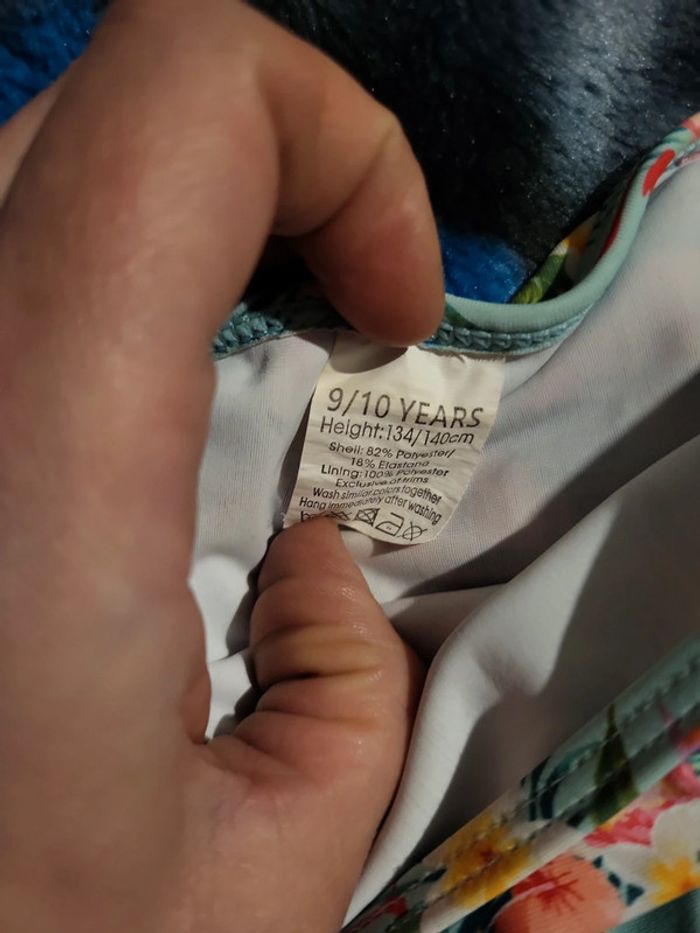 9/10 YEARS
Height:134/140cm
Shell: 82% Polyester/
18% Elastane
Lining:100% Polyester
Exclusive of trims
Wash similar colors together
Hang immediately after washing